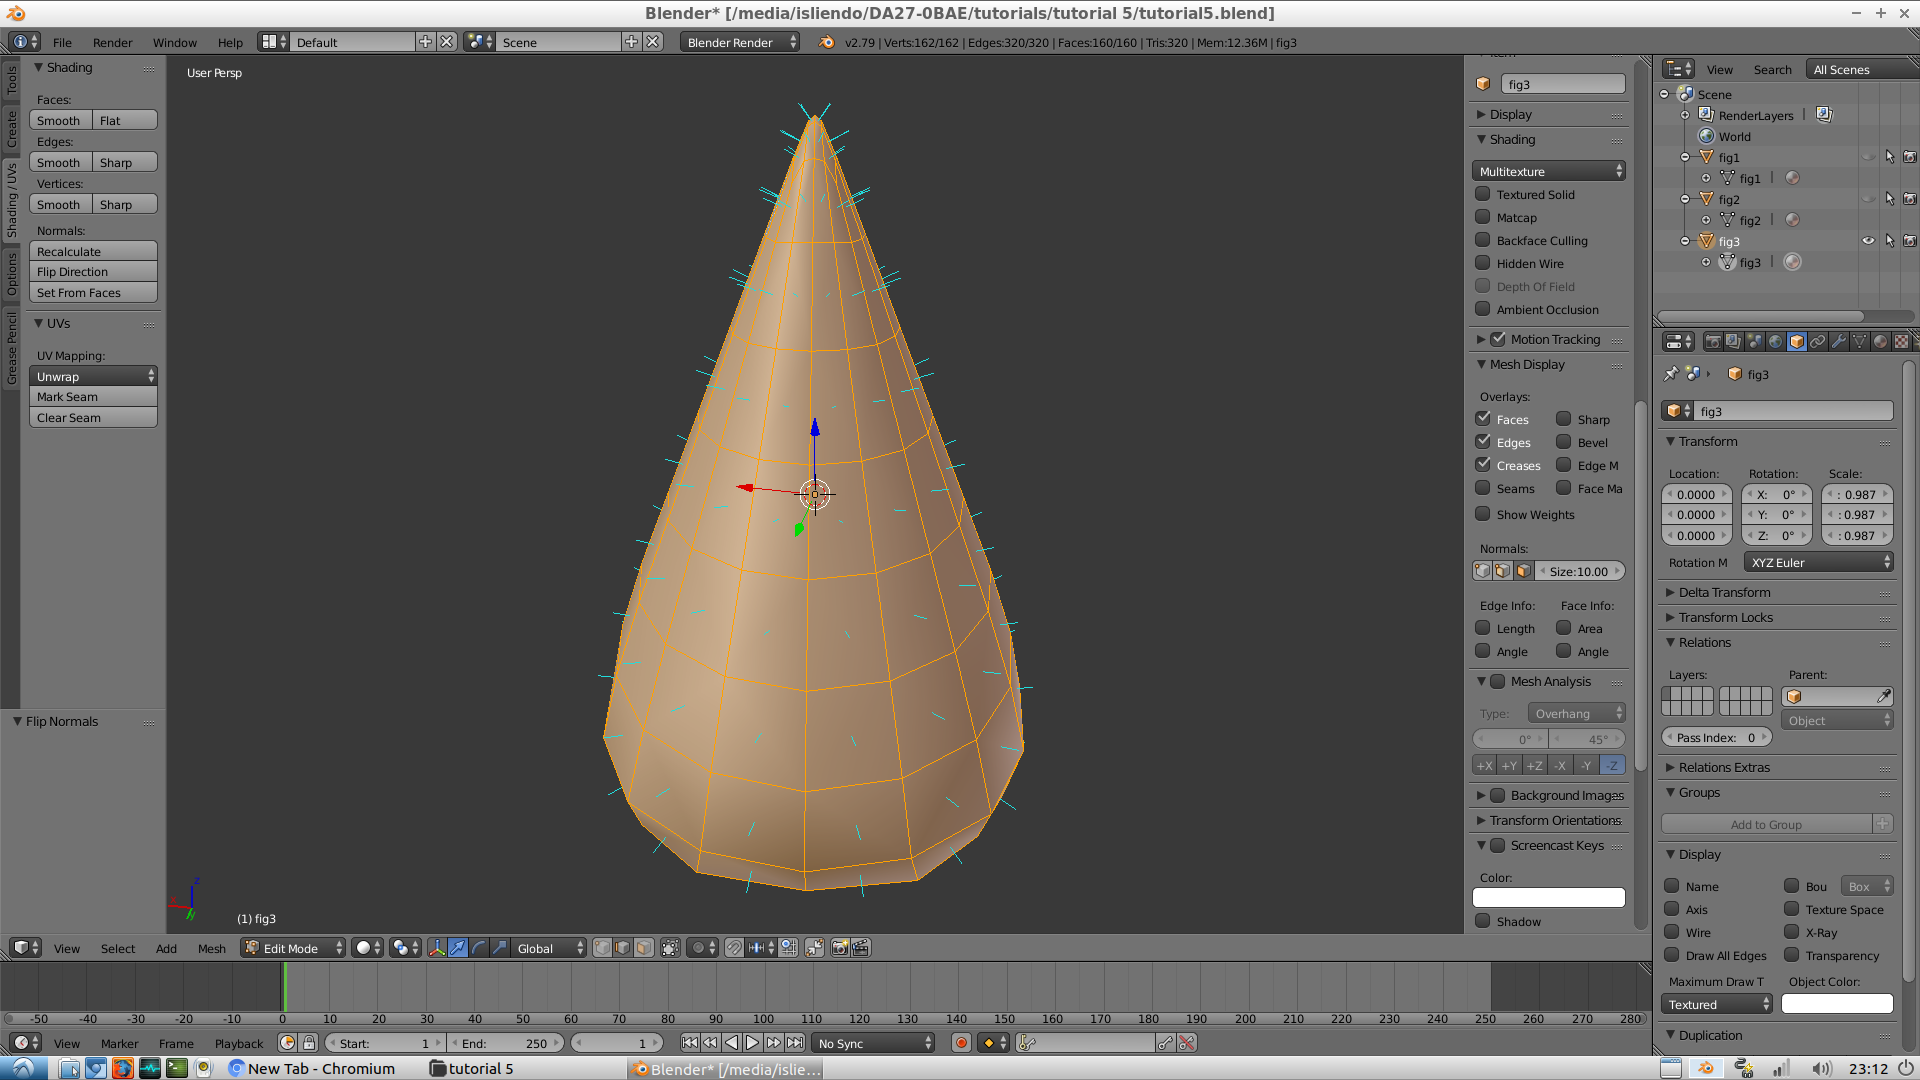 Blender* [/media/isliendo/DA27-0BAE/tutorials/tutorial 5/tutorial5.blend]
File Render Window Help Default Scene Blender Render v2.79 | Verts:162/162 | Edges:320/320 | Faces:160/160 | Tris:320 | Mem:12.36M | fig3
Tools
Create
Shading / UVs
Options
Grease Pencil
Shading
Faces:
Smooth Flat
Edges:
Smooth Sharp
Vertices:
Smooth Sharp
Normals:
Recalculate
Flip Direction
Set From Faces
UVs
UV Mapping:
Unwrap
Mark Seam
Clear Seam
Flip Normals
User Persp
z
x
y
(1) fig3
fig3
Display
Shading
Multitexture
Textured Solid
Matcap
Backface Culling
Hidden Wire
Depth Of Field
Ambient Occlusion
Motion Tracking
Mesh Display
Overlays:
Faces Sharp
Edges Bevel
Creases Edge M
Seams Face Ma
Show Weights
Normals:
Size:10.00
Edge Info: Face Info:
Length Area
Angle Angle
Mesh Analysis
Type: Overhang
0° 45°
+X +Y +Z -X -Y -Z
Background Images
Transform Orientations
Screencast Keys
Color:
Shadow
View Search All Scenes
Scene
RenderLayers |
World
fig1
fig1 |
fig2
fig2 |
fig3
fig3 |
fig3
fig3
Transform
Location: Rotation: Scale:
0.0000 X: 0° : 0.987
0.0000 Y: 0° : 0.987
0.0000 Z: 0° : 0.987
Rotation M XYZ Euler
Delta Transform
Transform Locks
Relations
Layers: Parent:
Object
Pass Index: 0
Relations Extras
Groups
Add to Group
Display
Name Bou Box
Axis Texture Space
Wire X-Ray
Draw All Edges Transparency
Maximum Draw T Object Color:
Textured
Duplication
View Select Add Mesh Edit Mode Global
-50 -40 -30 -20 -10 0 10 20 30 40 50 60 70 80 90 100 110 120 130 140 150 160 170 180 190 200 210 220 230 240 250 260 270 280
View Marker Frame Playback Start: 1 End: 250 1 No Sync
New Tab - Chromium tutorial 5 Blender* [/media/islie... 23:12